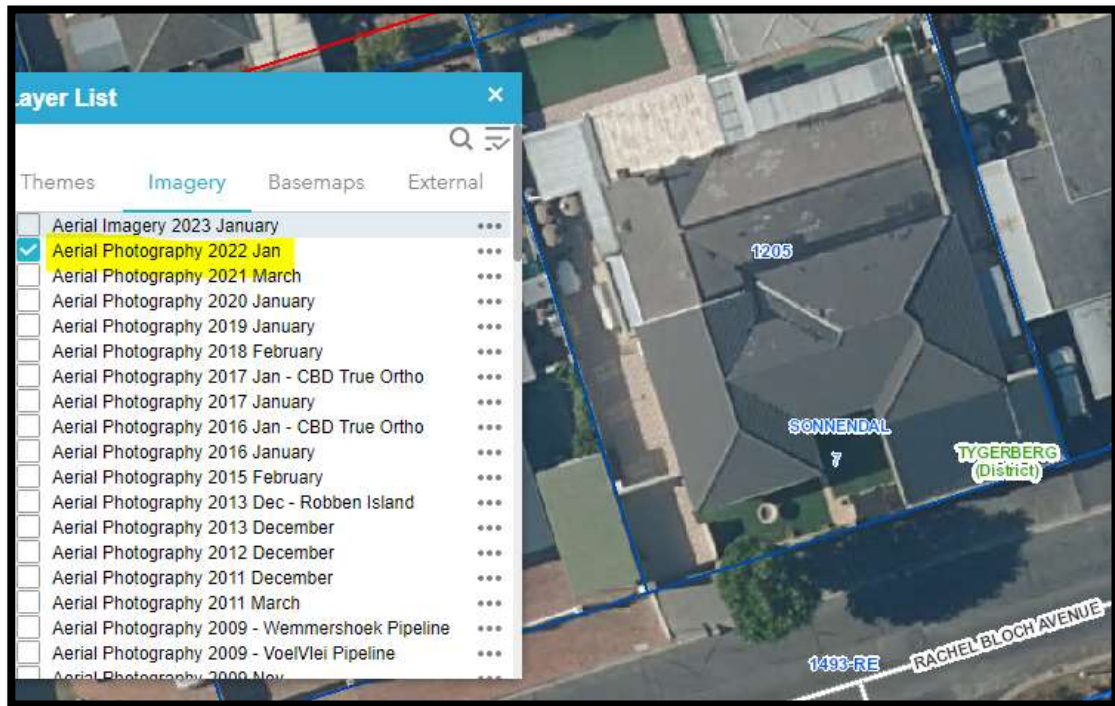 Layer List ×
Themes Imagery Basemaps External
Aerial Imagery 2023 January
Aerial Photography 2022 Jan
Aerial Photography 2021 March
Aerial Photography 2020 January
Aerial Photography 2019 January
Aerial Photography 2018 February
Aerial Photography 2017 Jan - CBD True Ortho
Aerial Photography 2017 January
Aerial Photography 2016 Jan - CBD True Ortho
Aerial Photography 2016 January
Aerial Photography 2015 February
Aerial Photography 2013 Dec - Robben Island
Aerial Photography 2013 December
Aerial Photography 2012 December
Aerial Photography 2011 December
Aerial Photography 2011 March
Aerial Photography 2009 - Wemmershoek Pipeline
Aerial Photography 2009 - VoelVlei Pipeline
Aerial Photography 2009 Nov
1205
SONNENDAL
7
TYGERBERG
(District)
1493-RE
RACHEL BLOCH AVENUE